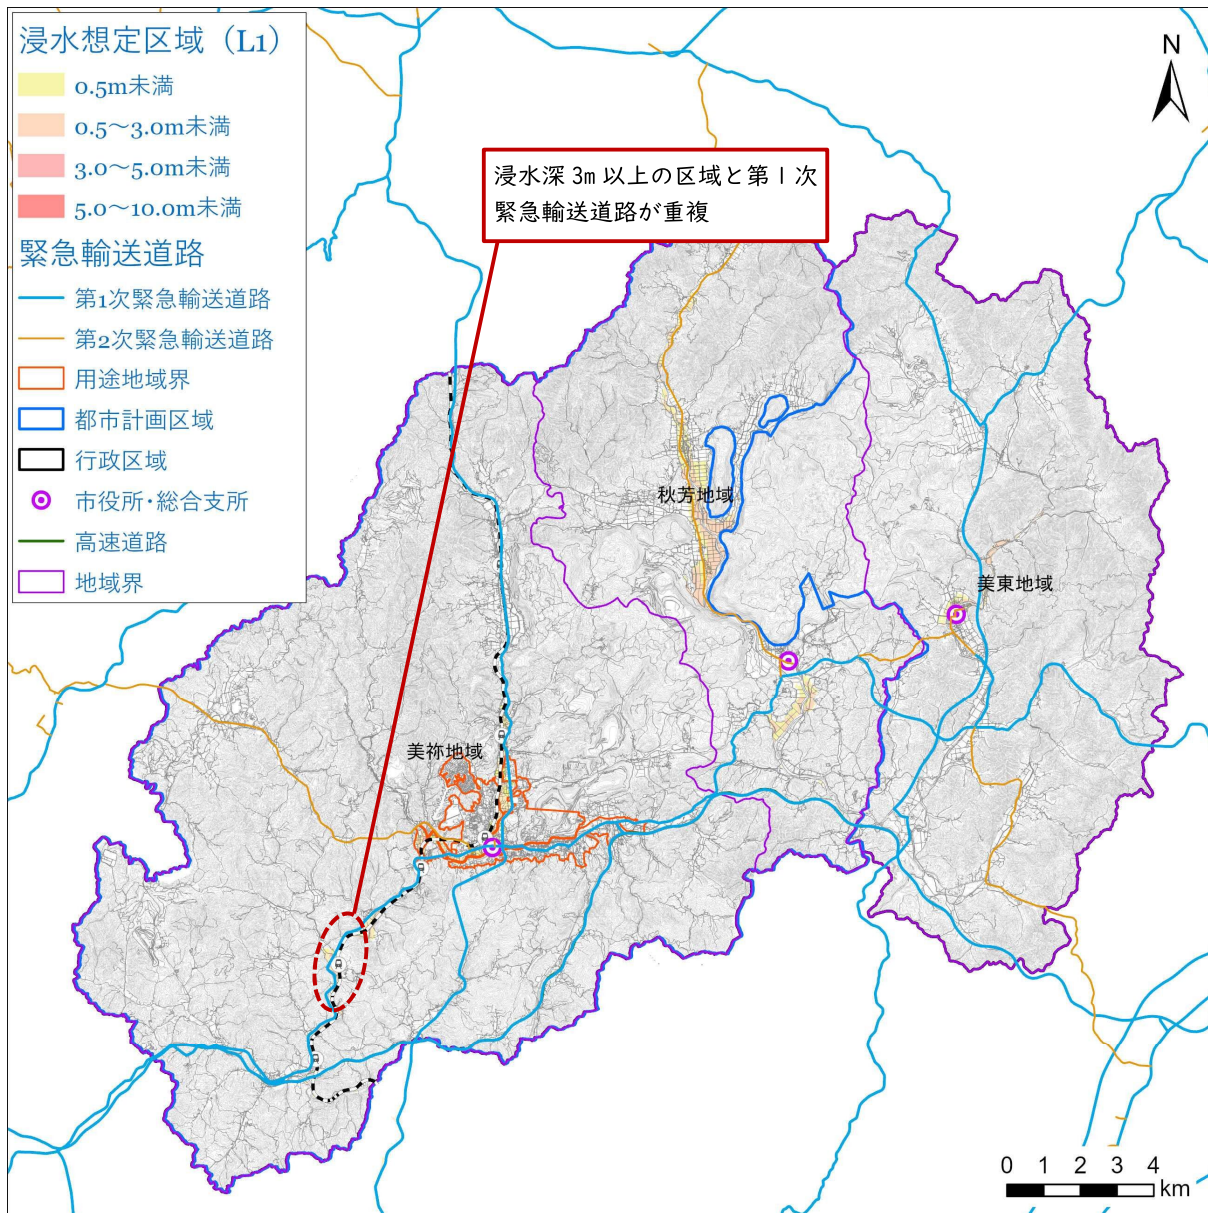 浸水想定区域（L1）
0.5m未満
0.5～3.0m未満
3.0～5.0m未満
5.0～10.0m未満
緊急輸送道路
第1次緊急輸送道路
第2次緊急輸送道路
用途地域界
都市計画区域
行政区域
市役所・総合支所
高速道路
地域界
浸水深3m以上の区域と第1次
緊急輸送道路が重複
N
秋芳地域
美東地域
美祢地域
0 1 2 3 4
km